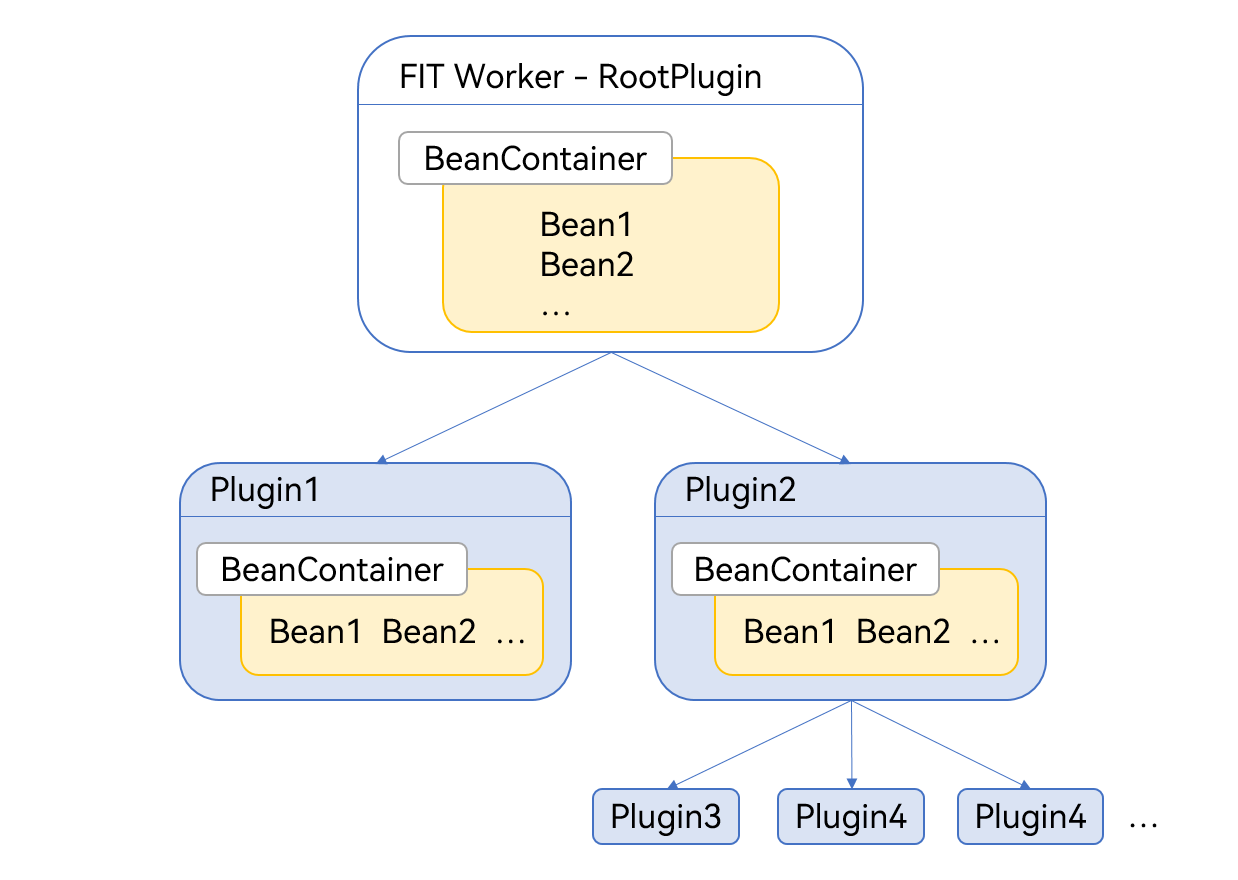 FIT Worker - RootPlugin
BeanContainer
Bean1
Bean2
...
Plugin1
BeanContainer
Bean1 Bean2 ...
Plugin2
BeanContainer
Bean1 Bean2 ...
Plugin3
Plugin4
Plugin4
...